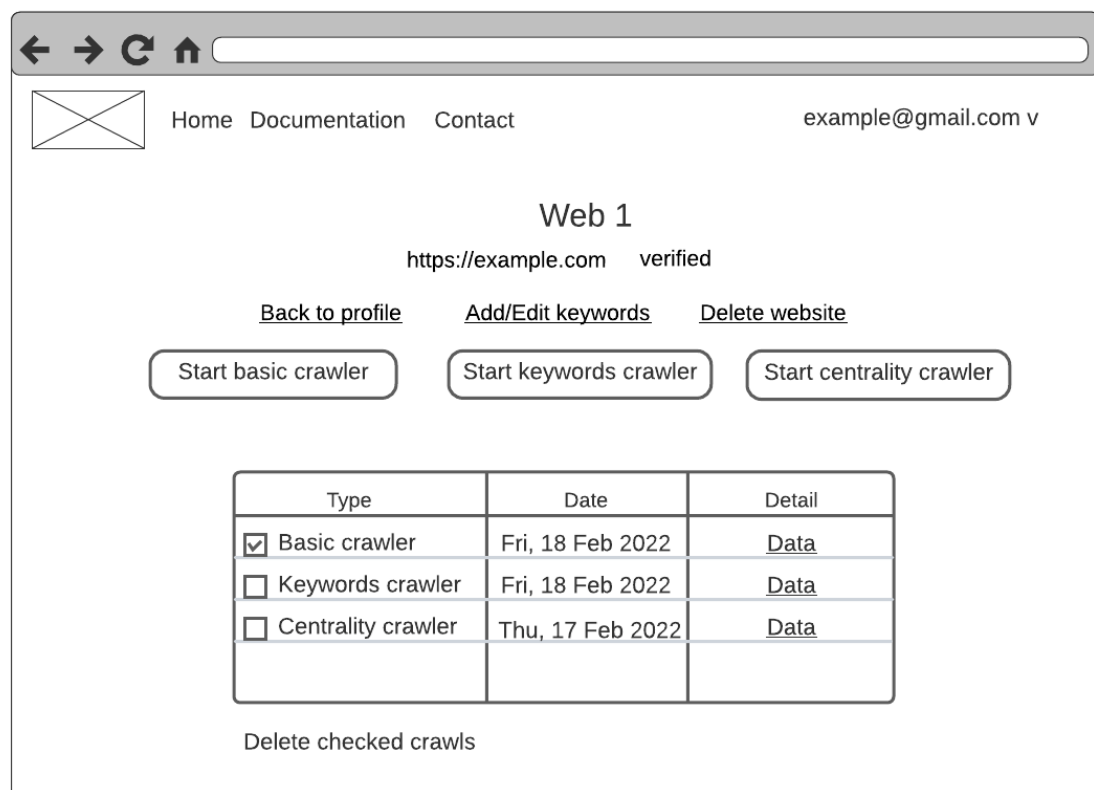 Home Documentation Contact example@gmail.com v
Web 1
https://example.com verified
Back to profile Add/Edit keywords Delete website
Start basic crawler Start keywords crawler Start centrality crawler
Type Date Detail
Basic crawler Fri, 18 Feb 2022 Data
Keywords crawler Fri, 18 Feb 2022 Data
Centrality crawler Thu, 17 Feb 2022 Data
Delete checked crawls